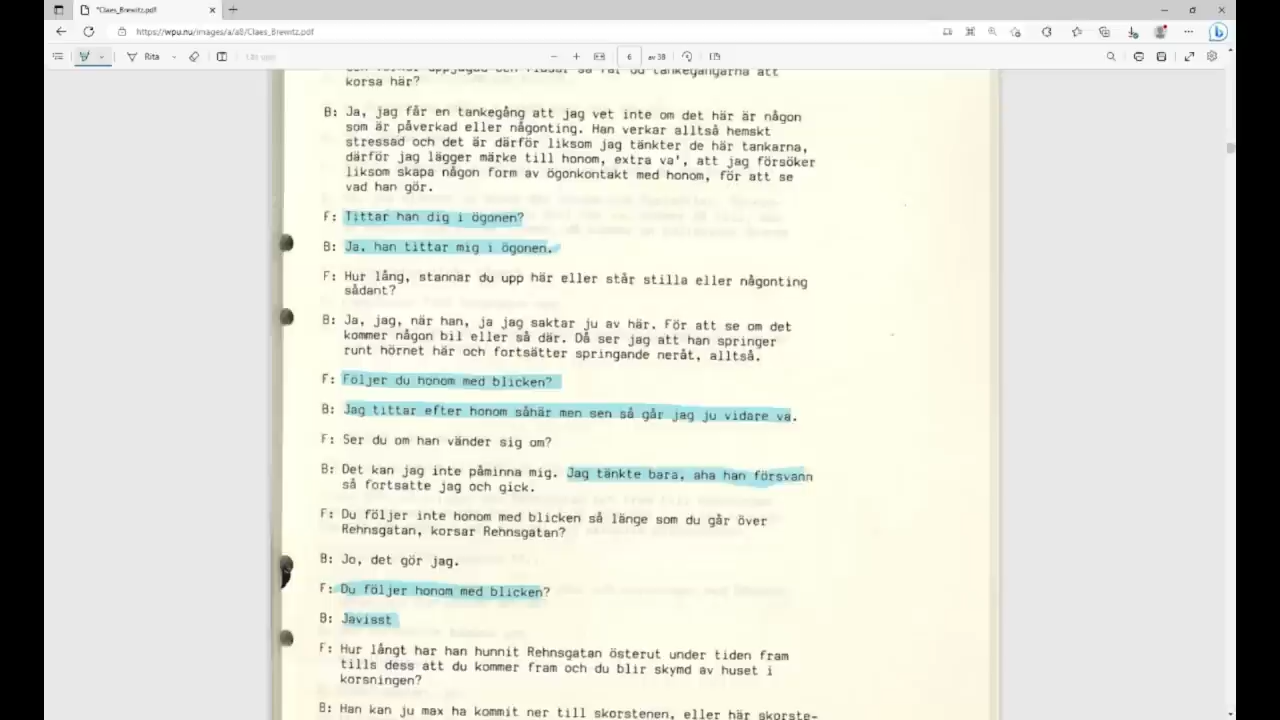 *Claes_Brewitz.pdf
https://wpu.nu/images/a/a8/Claes_Brewitz.pdf
Rita
6
av 38
tankegångarna att
korsa här?
B: Ja, jag får en tankegång att jag vet inte om det här är någon
som är påverkad eller någonting. Han verkar alltså hemskt
stressad och det är därför liksom jag tänkter de här tankarna,
därför jag lägger märke till honom, extra va', att jag försöker
liksom skapa någon form av ögonkontakt med honom, för att se
vad han gör.
F: Tittar han dig i ögonen?
B: Ja, han tittar mig i ögonen.
F: Hur lång, stannar du upp här eller står stilla eller någonting
sådant?
B: Ja, jag, när han, ja jag saktar ju av här. För att se om det
kommer någon bil eller så där. Då ser jag att han springer
runt hörnet här och fortsätter springande neråt, alltså.
F: Följer du honom med blicken?
B: Jag tittar efter honom såhär men sen så går jag ju vidare va.
F: Ser du om han vänder sig om?
B: Det kan jag inte påminna mig. Jag tänkte bara, aha han försvann
så fortsatte jag och gick.
F: Du följer inte honom med blicken så länge som du går över
Rehnsgatan, korsar Rehnsgatan?
B: Jo, det gör jag.
F: Du följer honom med blicken?
B: Javisst
F: Hur långt har han hunnit Rehnsgatan österut under tiden fram
tills dess att du kommer fram och du blir skymd av huset i
korsningen?
B: Han kan ju max ha kommit ner till skorstenen, eller här skorste-